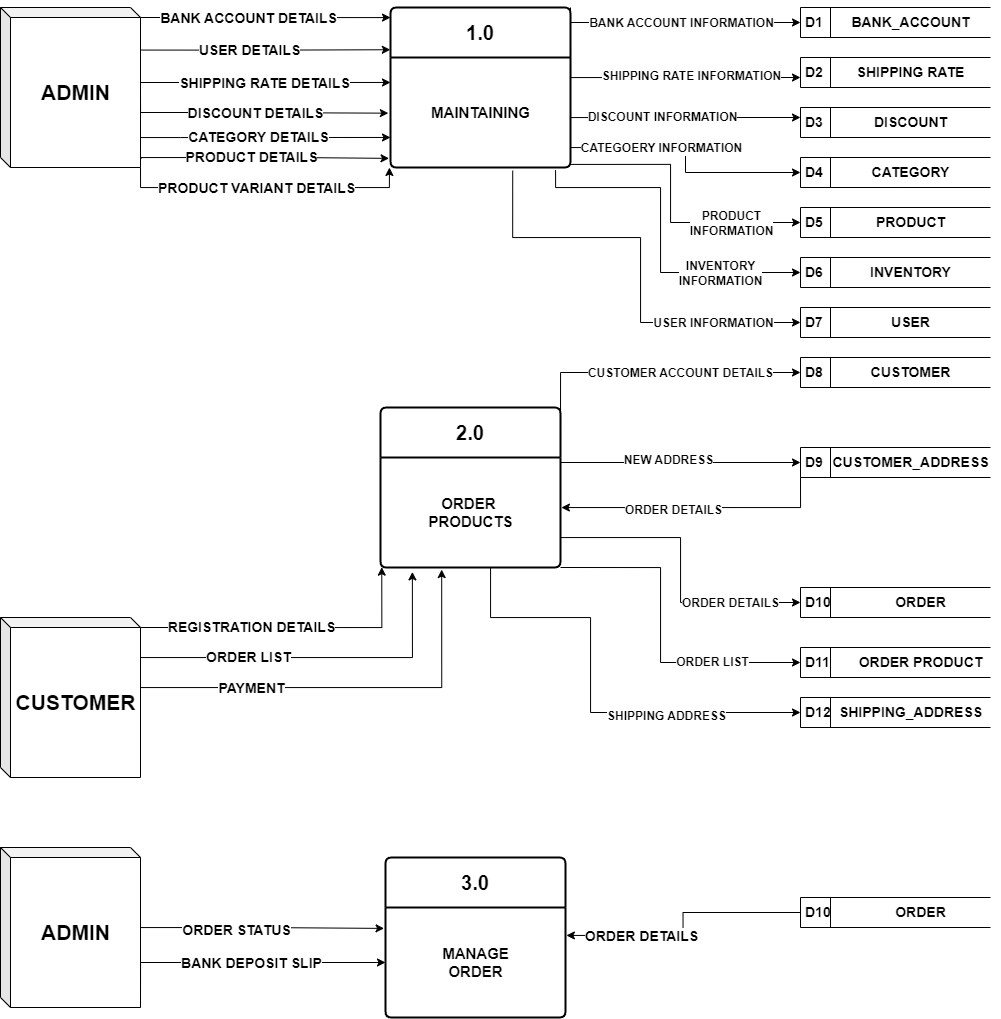 BANK ACCOUNT DETAILS
USER DETAILS
SHIPPING RATE DETAILS
DISCOUNT DETAILS
CATEGORY DETAILS
PRODUCT DETAILS
PRODUCT VARIANT DETAILS
ADMIN
1.0
MAINTAINING
BANK ACCOUNT INFORMATION
D1 BANK_ACCOUNT
SHIPPING RATE INFORMATION
D2 SHIPPING RATE
DISCOUNT INFORMATION
D3 DISCOUNT
CATEGOERY INFORMATION
D4 CATEGORY
PRODUCT
INFORMATION
D5 PRODUCT
INVENTORY
INFORMATION
D6 INVENTORY
USER INFORMATION
D7 USER
CUSTOMER ACCOUNT DETAILS
D8 CUSTOMER
2.0
ORDER
PRODUCTS
NEW ADDRESS
D9 CUSTOMER_ADDRESS
ORDER DETAILS
ORDER DETAILS
D10 ORDER
ORDER LIST
D11 ORDER PRODUCT
SHIPPING ADDRESS
D12 SHIPPING_ADDRESS
REGISTRATION DETAILS
ORDER LIST
PAYMENT
CUSTOMER
ADMIN
ORDER STATUS
BANK DEPOSIT SLIP
3.0
MANAGE
ORDER
ORDER DETAILS
D10 ORDER